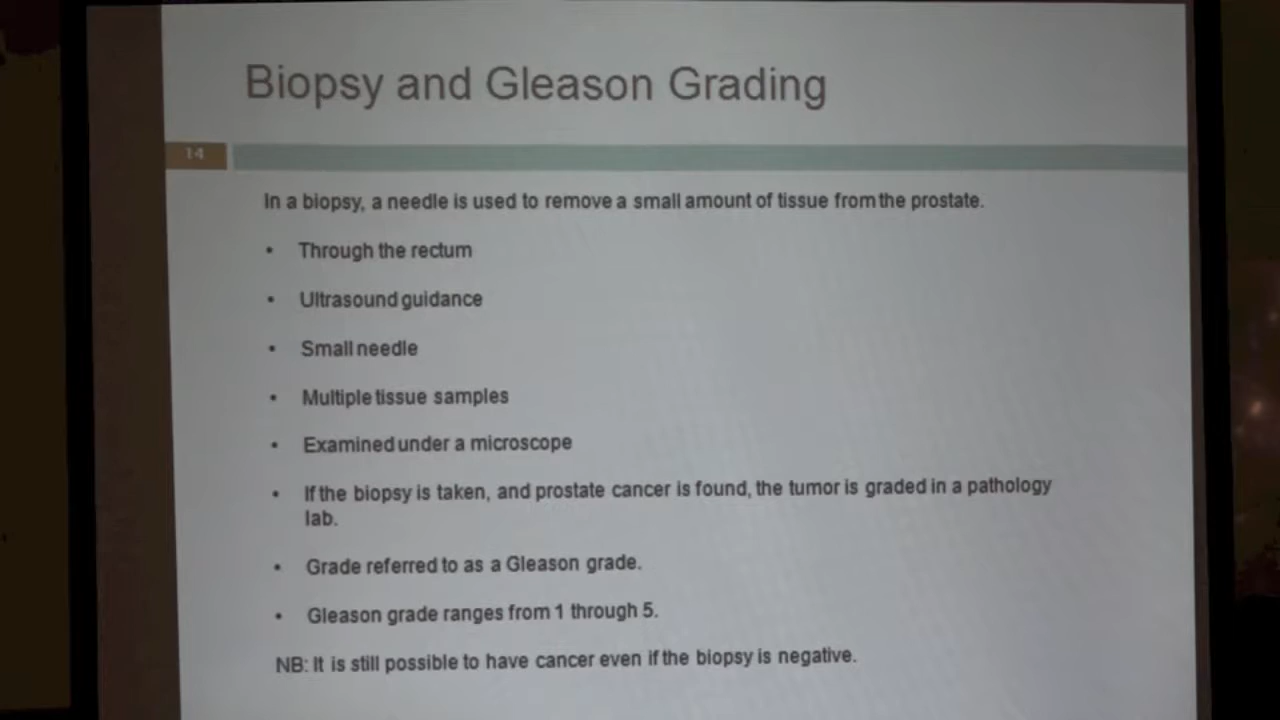 Biopsy and Gleason Grading
14
In a biopsy, a needle is used to remove a small amount of tissue from the prostate.
• Through the rectum
• Ultrasound guidance
• Small needle
• Multiple tissue samples
• Examined under a microscope
• If the biopsy is taken, and prostate cancer is found, the tumor is graded in a pathology
lab.
• Grade referred to as a Gleason grade.
• Gleason grade ranges from 1 through 5.
NB: It is still possible to have cancer even if the biopsy is negative.